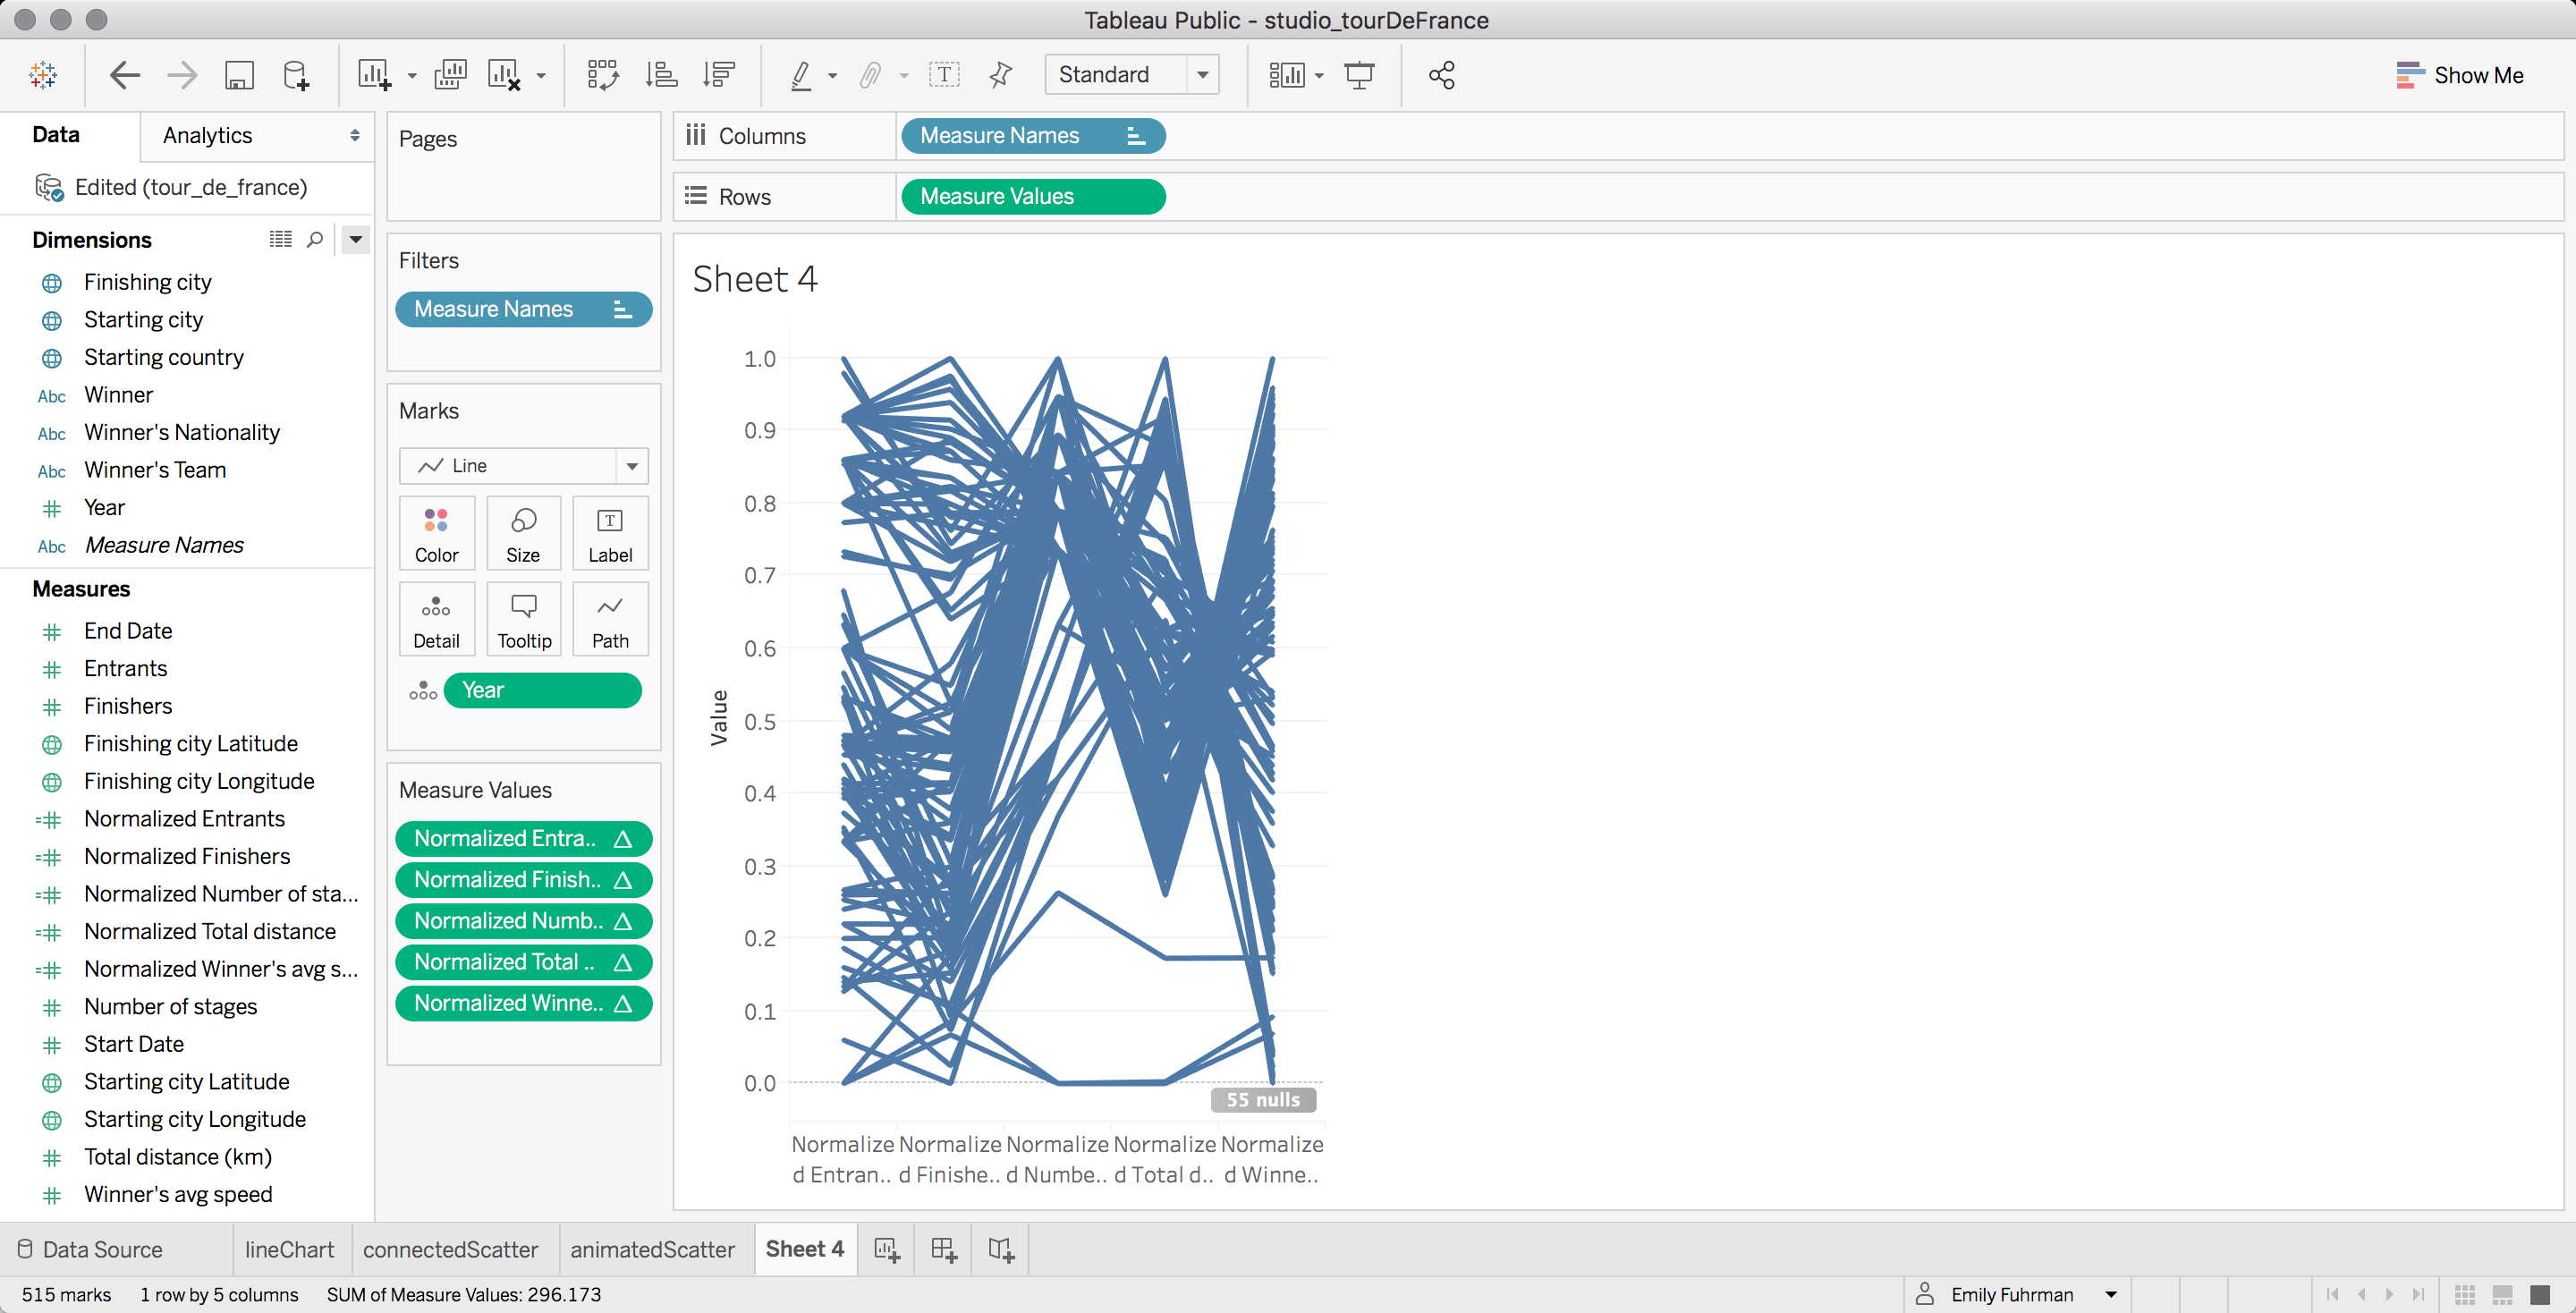 Tableau Public - studio_tourDeFrance
Standard
Show Me
Data
Analytics
Edited (tour_de_france)
Dimensions
Finishing city
Starting city
Starting country
Abc Winner
Abc Winner's Nationality
Abc Winner's Team
Year
Abc Measure Names
Measures
End Date
Entrants
Finishers
Finishing city Latitude
Finishing city Longitude
Normalized Entrants
Normalized Finishers
Normalized Number of sta...
Normalized Total distance
Normalized Winner's avg s...
Number of stages
Start Date
Starting city Latitude
Starting city Longitude
Total distance (km)
Winner's avg speed
Pages
Filters
Measure Names
Marks
Line
Color Size Label
Detail Tooltip Path
Year
Measure Values
Normalized Entra..
Normalized Finish..
Normalized Numb..
Normalized Total ..
Normalized Winne..
Columns Measure Names
Rows Measure Values
Sheet 4
Value
1.0
0.9
0.8
0.7
0.6
0.5
0.4
0.3
0.2
0.1
0.0
55 nulls
Normalize Normalize Normalize Normalize Normalize
d Entran.. d Finishe.. d Numbe.. d Total d.. d Winne..
Data Source lineChart connectedScatter animatedScatter Sheet 4
515 marks 1 row by 5 columns SUM of Measure Values: 296.173
Emily Fuhrman